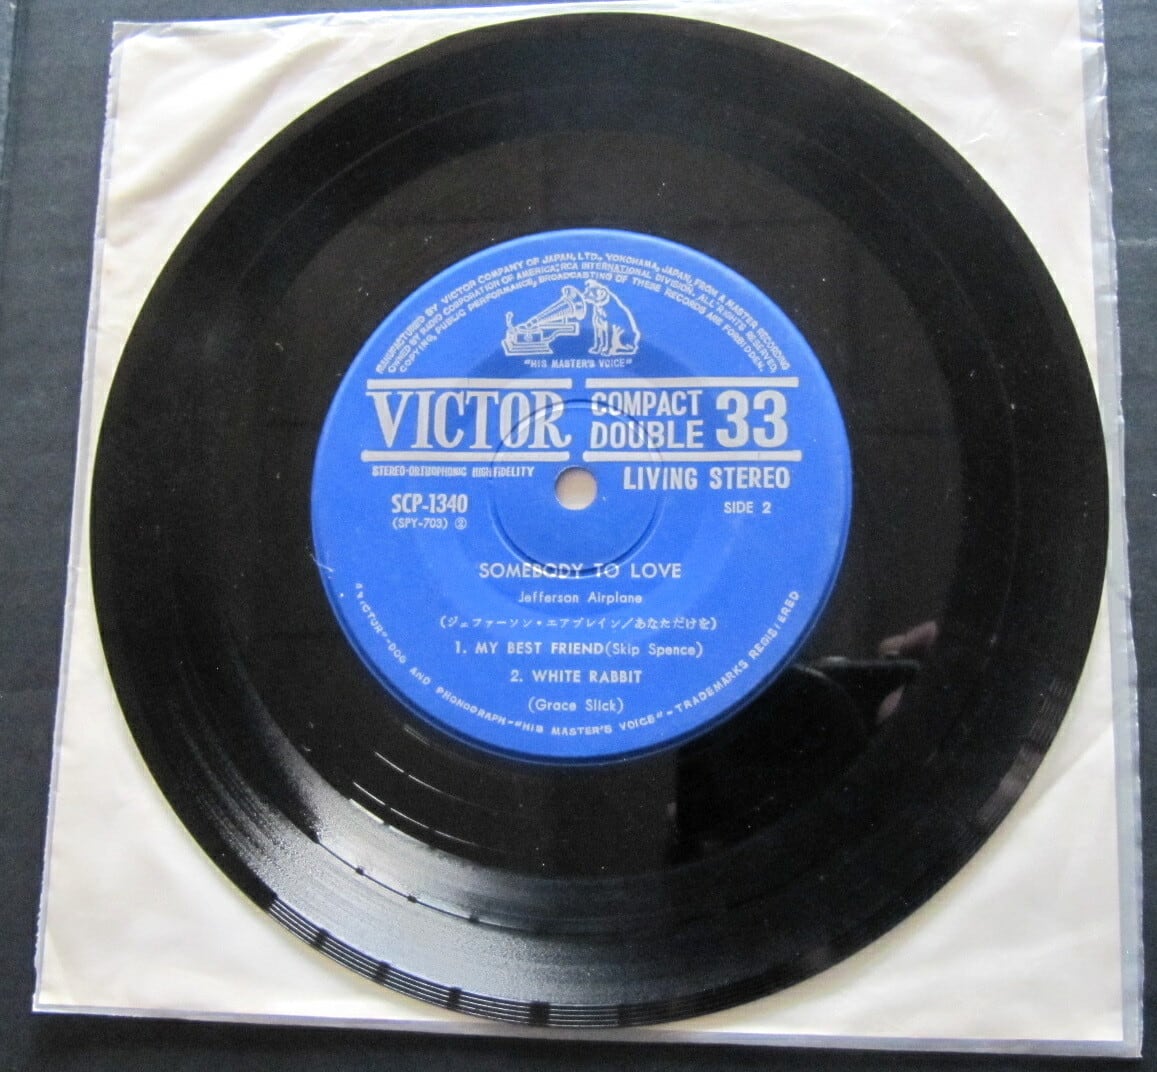 MANUFACTURED BY VICTOR COMPANY OF JAPAN, LTD., YOKOHAMA, JAPAN, FROM A MASTER RECORDING
OWNED BY RADIO CORPORATION OF AMERICA; RCA INTERNATIONAL DIVISION. ALL RIGHTS RESERVED.
COPYING, PUBLIC PERFORMANCE, BROADCASTING OF THESE RECORDS ARE FORBIDDEN.
"HIS MASTER'S VOICE"
VICTOR
COMPACT
DOUBLE 33
STEREO-ORTHOPHONIC HIGH FIDELITY
LIVING STEREO
SCP-1340
SIDE 2
(SPY-703) ②
SOMEBODY TO LOVE
Jefferson Airplane
(ジェファーソン・エアプレイン/あなただけを)
1. MY BEST FRIEND(Skip Spence)
2. WHITE RABBIT
(Grace Slick)
"VICTOR"-DOG AND PHONOGRAPH-"HIS MASTER'S VOICE"-TRADEMARKS REGISTERED